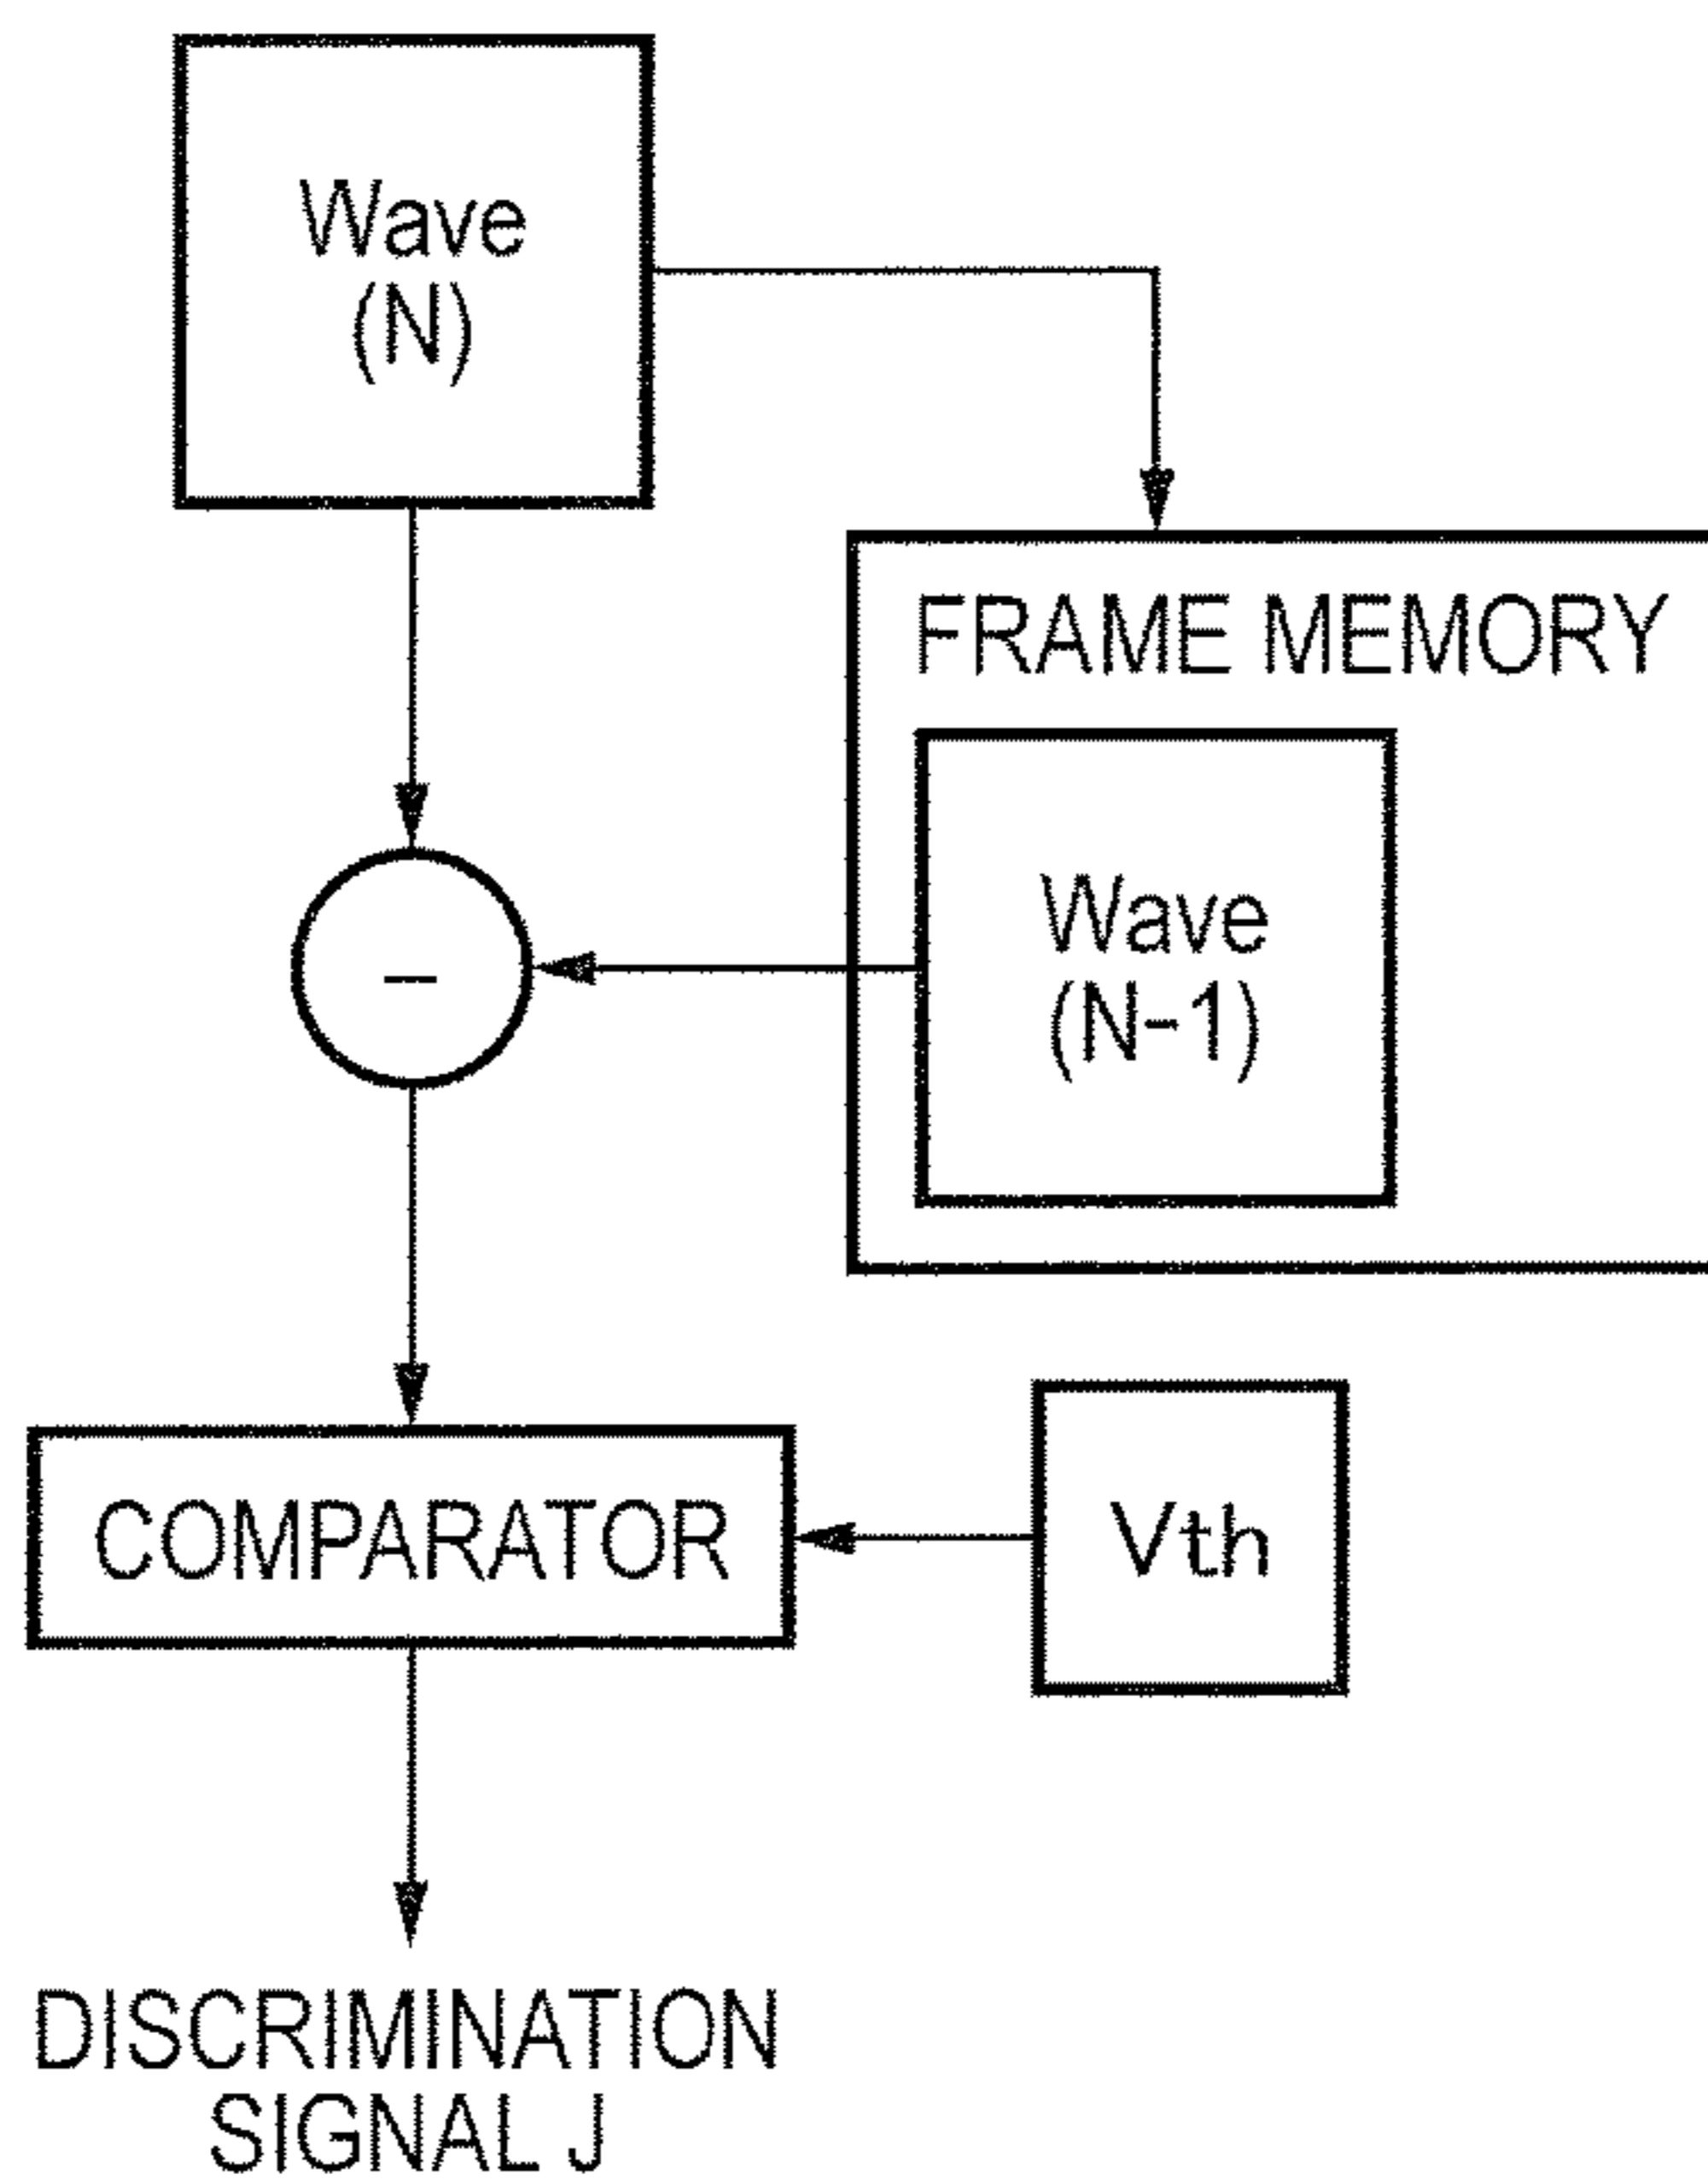 Wave
(N)
FRAME MEMORY
Wave
(N-1)
–
COMPARATOR
Vth
DISCRIMINATION
SIGNAL J